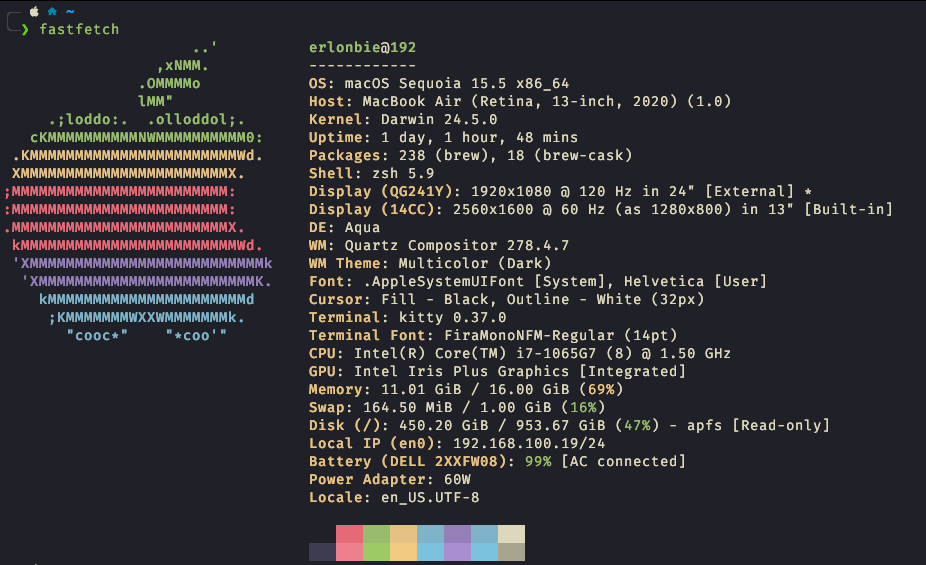 ~
❯ fastfetch
..'
,xNMM.
.OMMMMo
lMM"
.;loddo:. .olloddol;.
cKMMMMMMMMMMNWMMMMMMMMMM0:
.KMMMMMMMMMMMMMMMMMMMMMMMWd.
XMMMMMMMMMMMMMMMMMMMMMMMX.
;MMMMMMMMMMMMMMMMMMMMMMMM:
:MMMMMMMMMMMMMMMMMMMMMMMM:
.MMMMMMMMMMMMMMMMMMMMMMMMX.
kMMMMMMMMMMMMMMMMMMMMMMMMWd.
'XMMMMMMMMMMMMMMMMMMMMMMMMMMk
'XMMMMMMMMMMMMMMMMMMMMMMMMK.
kMMMMMMMMMMMMMMMMMMMMMMd
;KMMMMMMMWXXWMMMMMMMk.
"cooc*" "*coo'"
erlonbie@192
------------
OS: macOS Sequoia 15.5 x86_64
Host: MacBook Air (Retina, 13-inch, 2020) (1.0)
Kernel: Darwin 24.5.0
Uptime: 1 day, 1 hour, 48 mins
Packages: 238 (brew), 18 (brew-cask)
Shell: zsh 5.9
Display (QG241Y): 1920x1080 @ 120 Hz in 24" [External] *
Display (14CC): 2560x1600 @ 60 Hz (as 1280x800) in 13" [Built-in]
DE: Aqua
WM: Quartz Compositor 278.4.7
WM Theme: Multicolor (Dark)
Font: .AppleSystemUIFont [System], Helvetica [User]
Cursor: Fill - Black, Outline - White (32px)
Terminal: kitty 0.37.0
Terminal Font: FiraMonoNFM-Regular (14pt)
CPU: Intel(R) Core(TM) i7-1065G7 (8) @ 1.50 GHz
GPU: Intel Iris Plus Graphics [Integrated]
Memory: 11.01 GiB / 16.00 GiB (69%)
Swap: 164.50 MiB / 1.00 GiB (16%)
Disk (/): 450.20 GiB / 953.67 GiB (47%) - apfs [Read-only]
Local IP (en0): 192.168.100.19/24
Battery (DELL 2XXFW08): 99% [AC connected]
Power Adapter: 60W
Locale: en_US.UTF-8